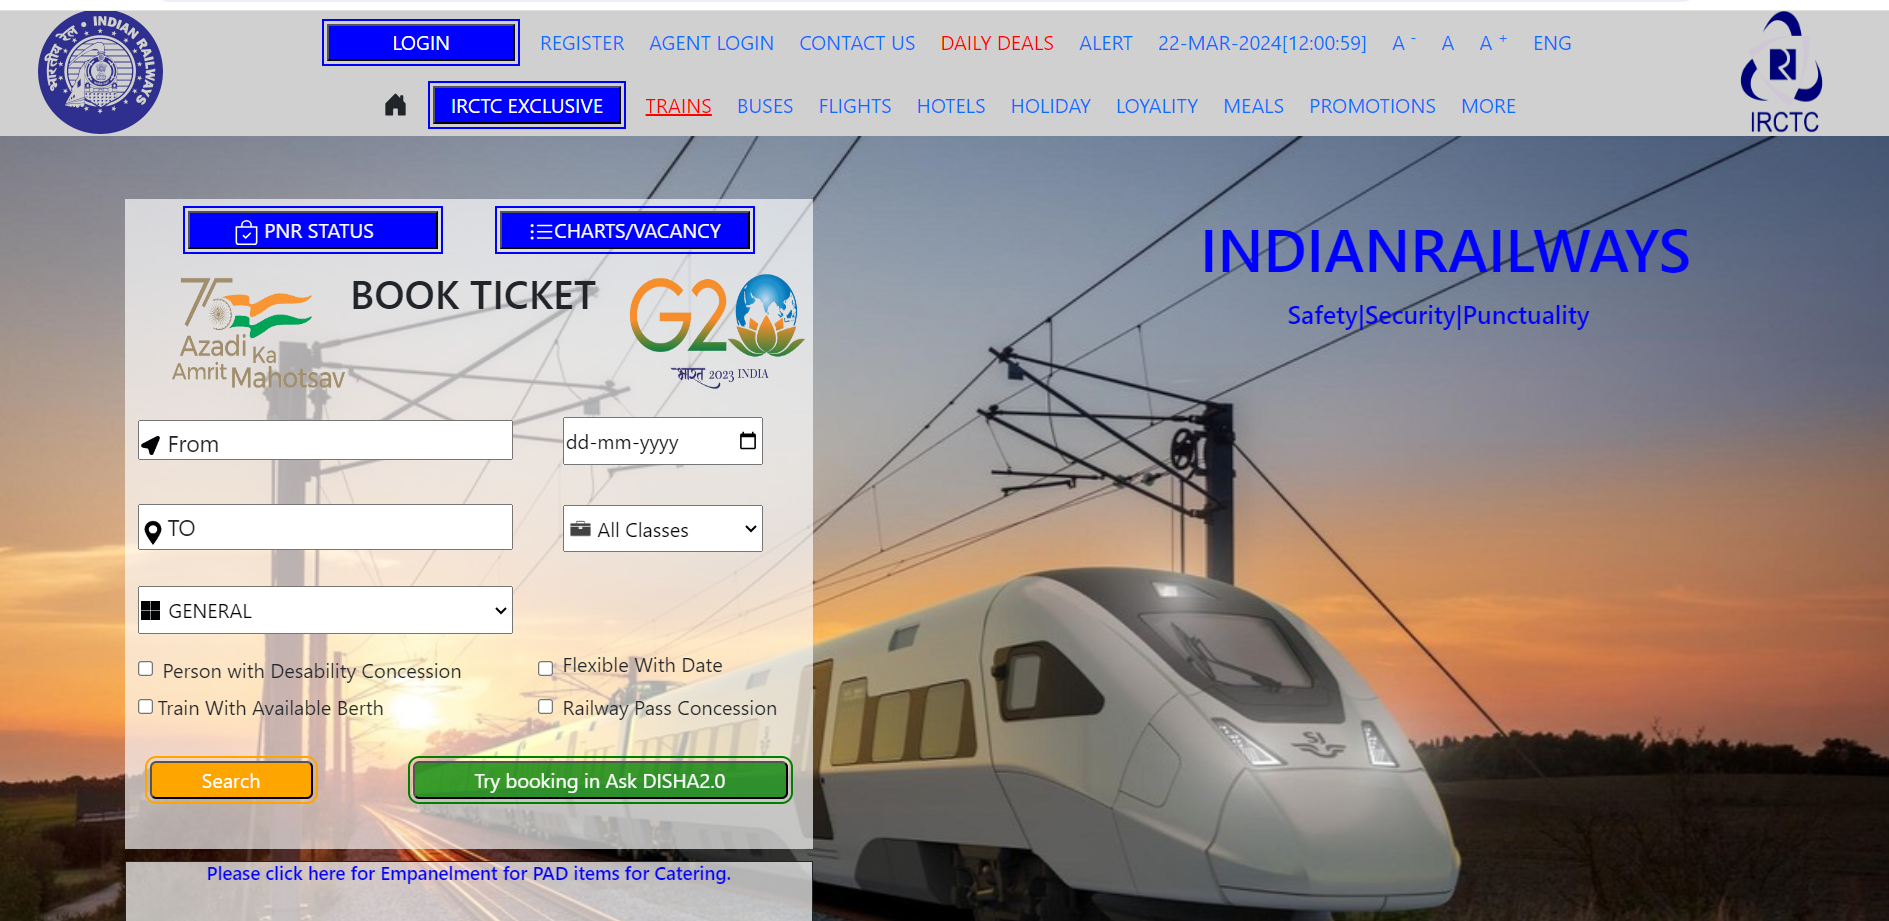 INDIAN RAILWAYS
भारतीय रेल
LOGIN REGISTER AGENT LOGIN CONTACT US DAILY DEALS ALERT 22-MAR-2024[12:00:59] A - A A + ENG
IRCTC EXCLUSIVE TRAINS BUSES FLIGHTS HOTELS HOLIDAY LOYALITY MEALS PROMOTIONS MORE
IRCTC
PNR STATUS CHARTS/VACANCY
75
Azadi Ka
Amrit Mahotsav
BOOK TICKET
G20
भारत 2023 INDIA
From
dd-mm-yyyy
TO
All Classes
GENERAL
Person with Desability Concession
Flexible With Date
Train With Available Berth
Railway Pass Concession
Search
Try booking in Ask DISHA2.0
Please click here for Empanelment for PAD items for Catering.
INDIANRAILWAYS
Safety|Security|Punctuality
SJ